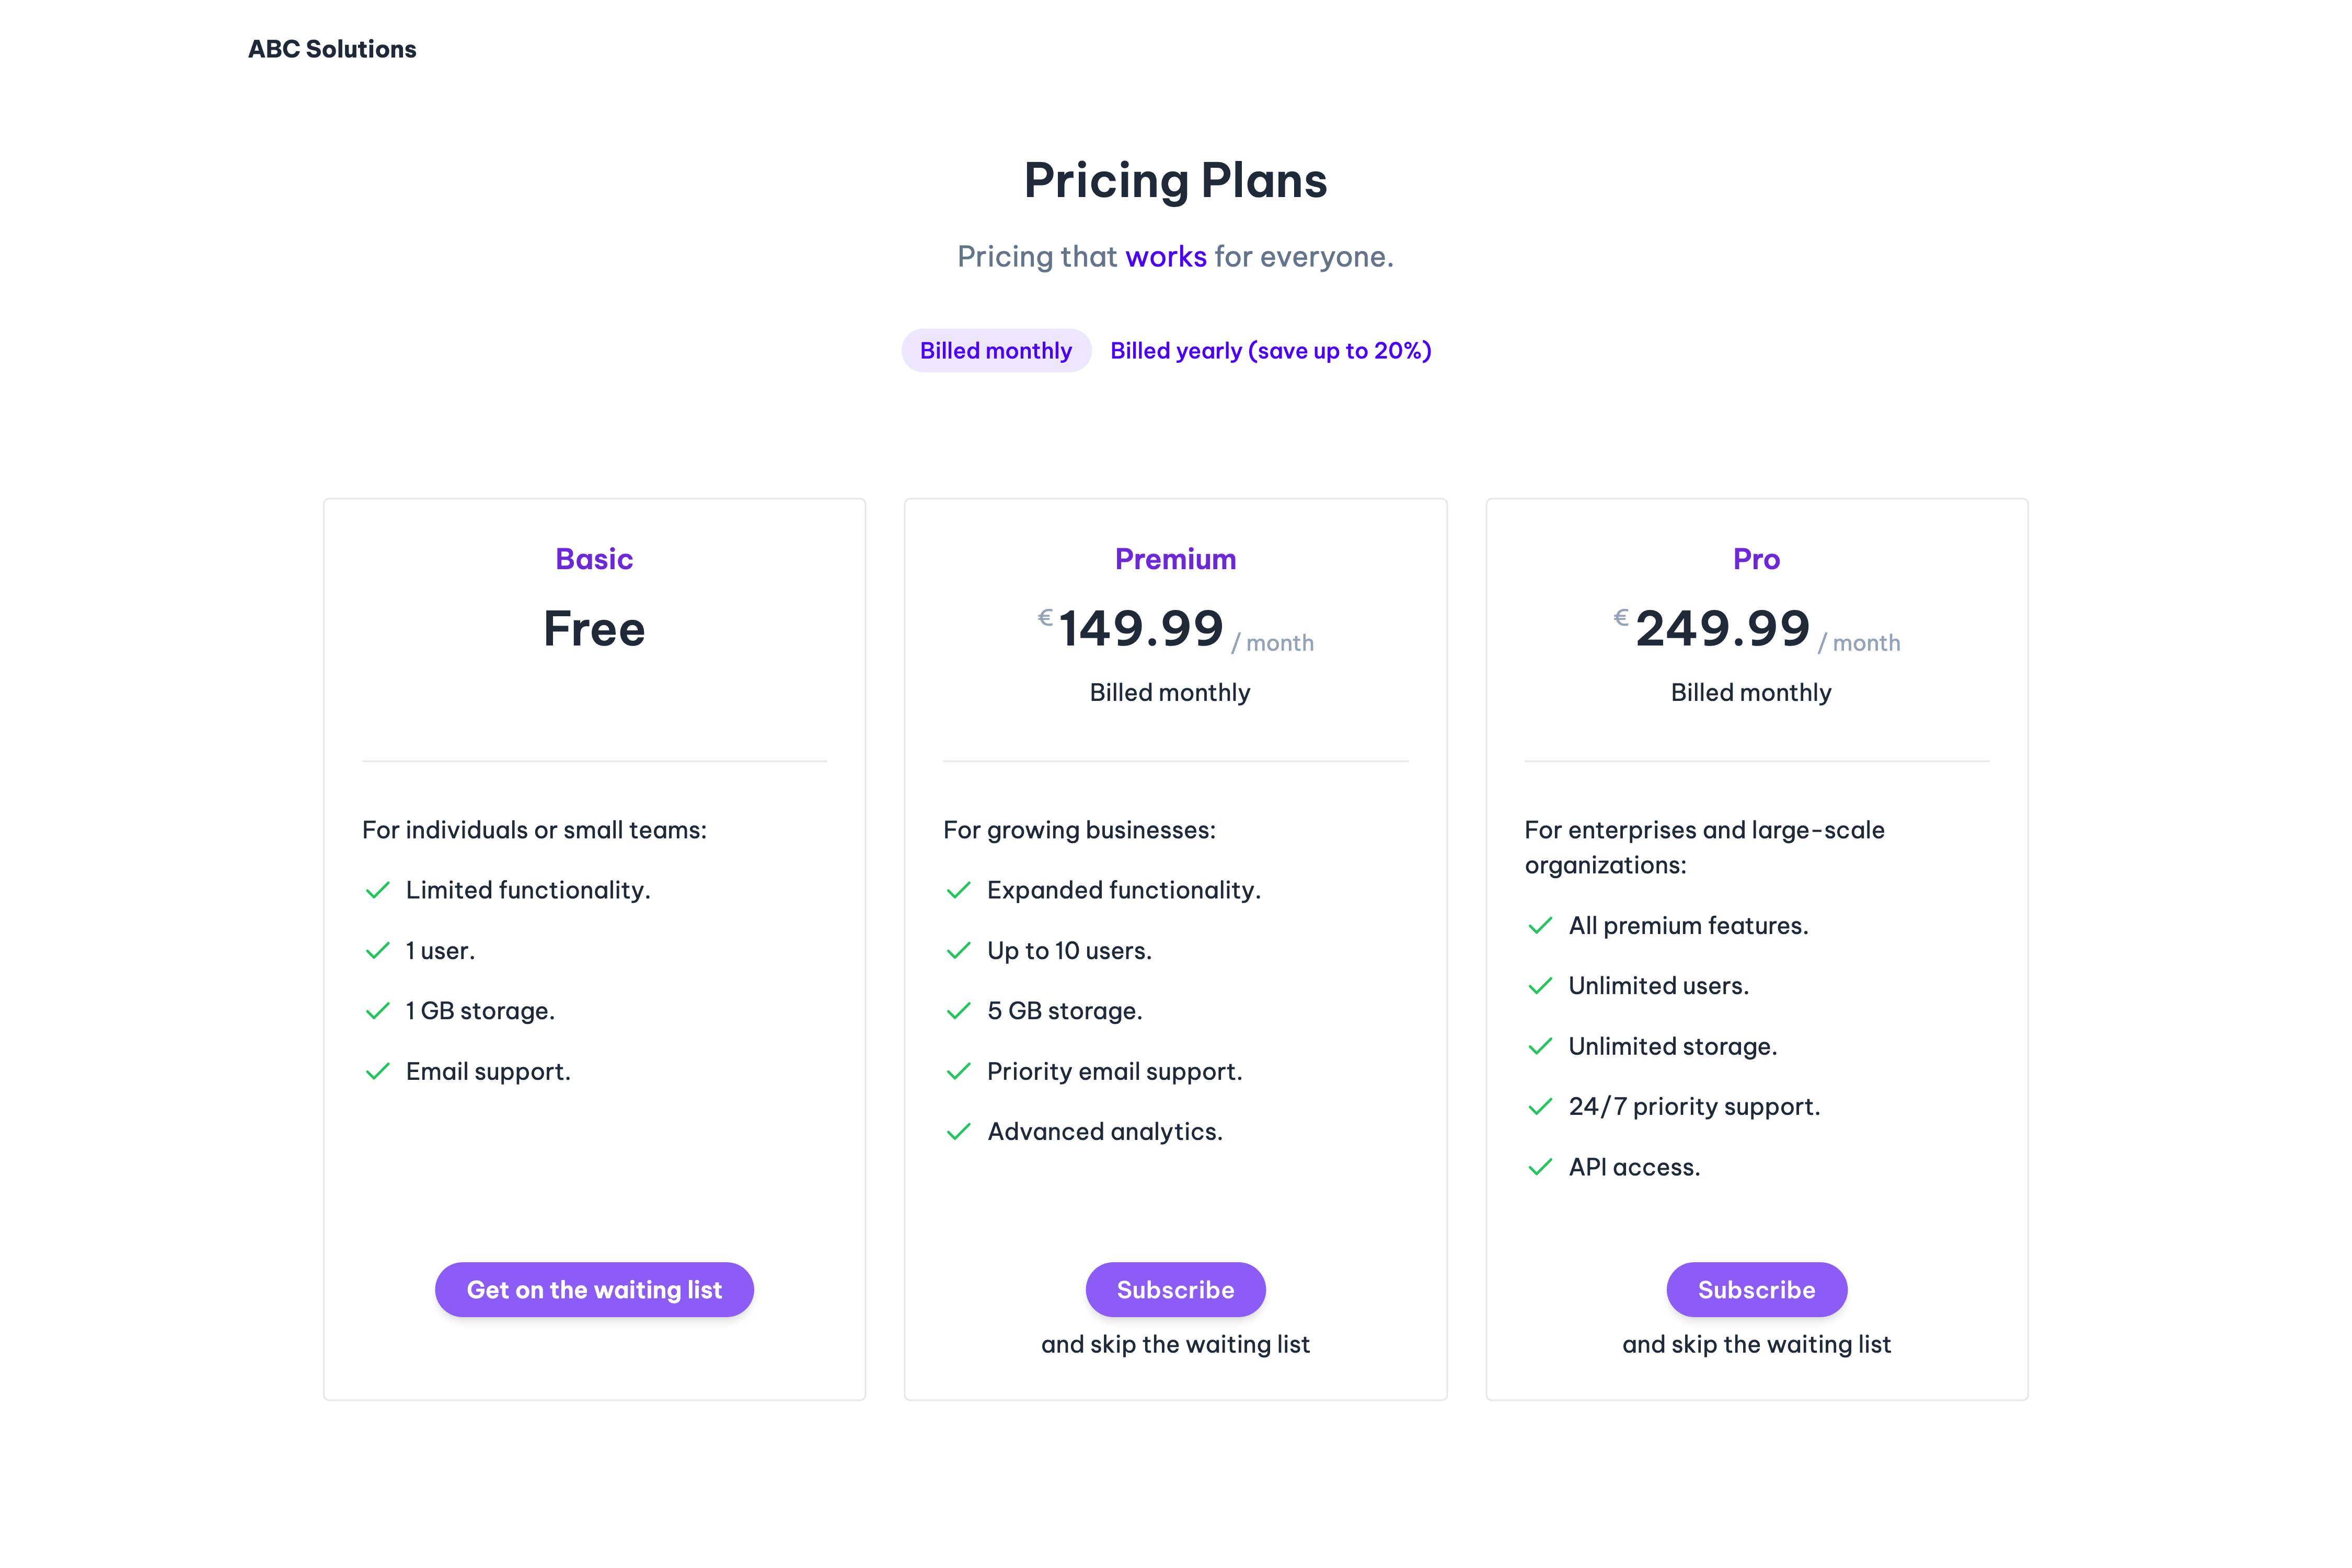 ABC Solutions
Pricing Plans
Pricing that works for everyone.
Billed monthly Billed yearly (save up to 20%)
Basic
Free
For individuals or small teams:
Limited functionality.
1 user.
1 GB storage.
Email support.
Get on the waiting list
Premium
€149.99 / month
Billed monthly
For growing businesses:
Expanded functionality.
Up to 10 users.
5 GB storage.
Priority email support.
Advanced analytics.
Subscribe
and skip the waiting list
Pro
€249.99 / month
Billed monthly
For enterprises and large-scale
organizations:
All premium features.
Unlimited users.
Unlimited storage.
24/7 priority support.
API access.
Subscribe
and skip the waiting list